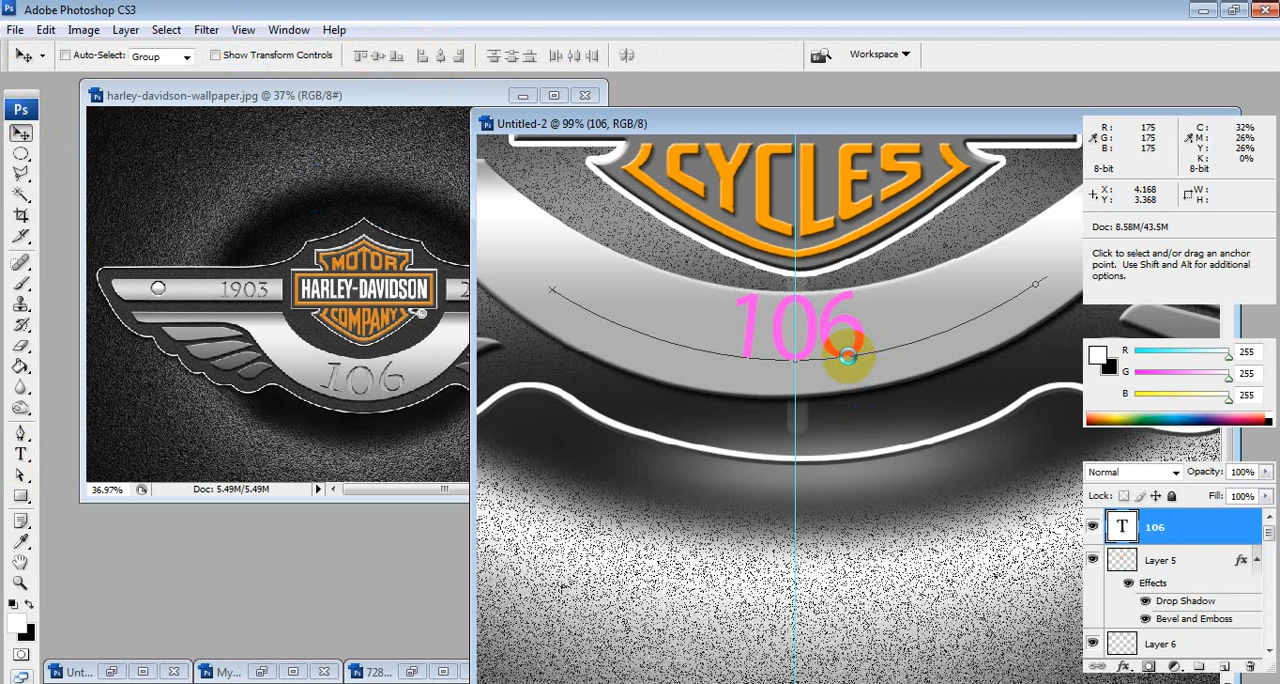 Adobe Photoshop CS3
File Edit Image Layer Select Filter View Window Help
Auto-Select: Group Show Transform Controls Workspace
harley-davidson-wallpaper.jpg @ 37% (RGB/8#)
MOTOR
1903
HARLEY-DAVIDSON
2
COMPANY
®
106
36.97% Doc: 5.49M/5.49M
Untitled-2 @ 99% (106, RGB/8)
CYCLES
106
R: 175 C: 32%
G: 175 M: 26%
B: 175 Y: 26%
K: 0%
8-bit 8-bit
X: 4.168 W:
Y: 3.368 H:
Doc: 8.58M/43.5M
Click to select and/or drag an anchor
point. Use Shift and Alt for additional
options.
R 255
G 255
B 255
Normal Opacity: 100%
Lock: Fill: 100%
T 106
Layer 5 fx
Effects
Drop Shadow
Bevel and Emboss
Layer 6
Unt... My... 728...